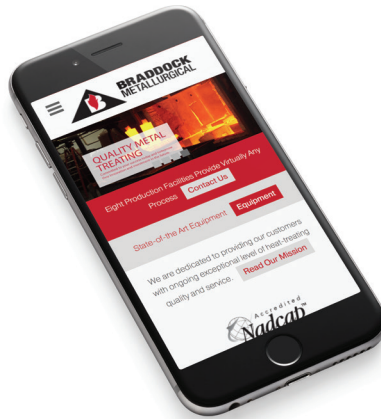 BRADDOCK
METALLURGICAL
QUALITY METAL
TREATING
Eight Production Facilities Provide Virtually Any
Process Contact Us
State-of-the Art Equipment Equipment
We are dedicated to providing our customers
with ongoing exceptional level of heat-treating
quality and service. Read Our Mission
Accredited
Nadcap™